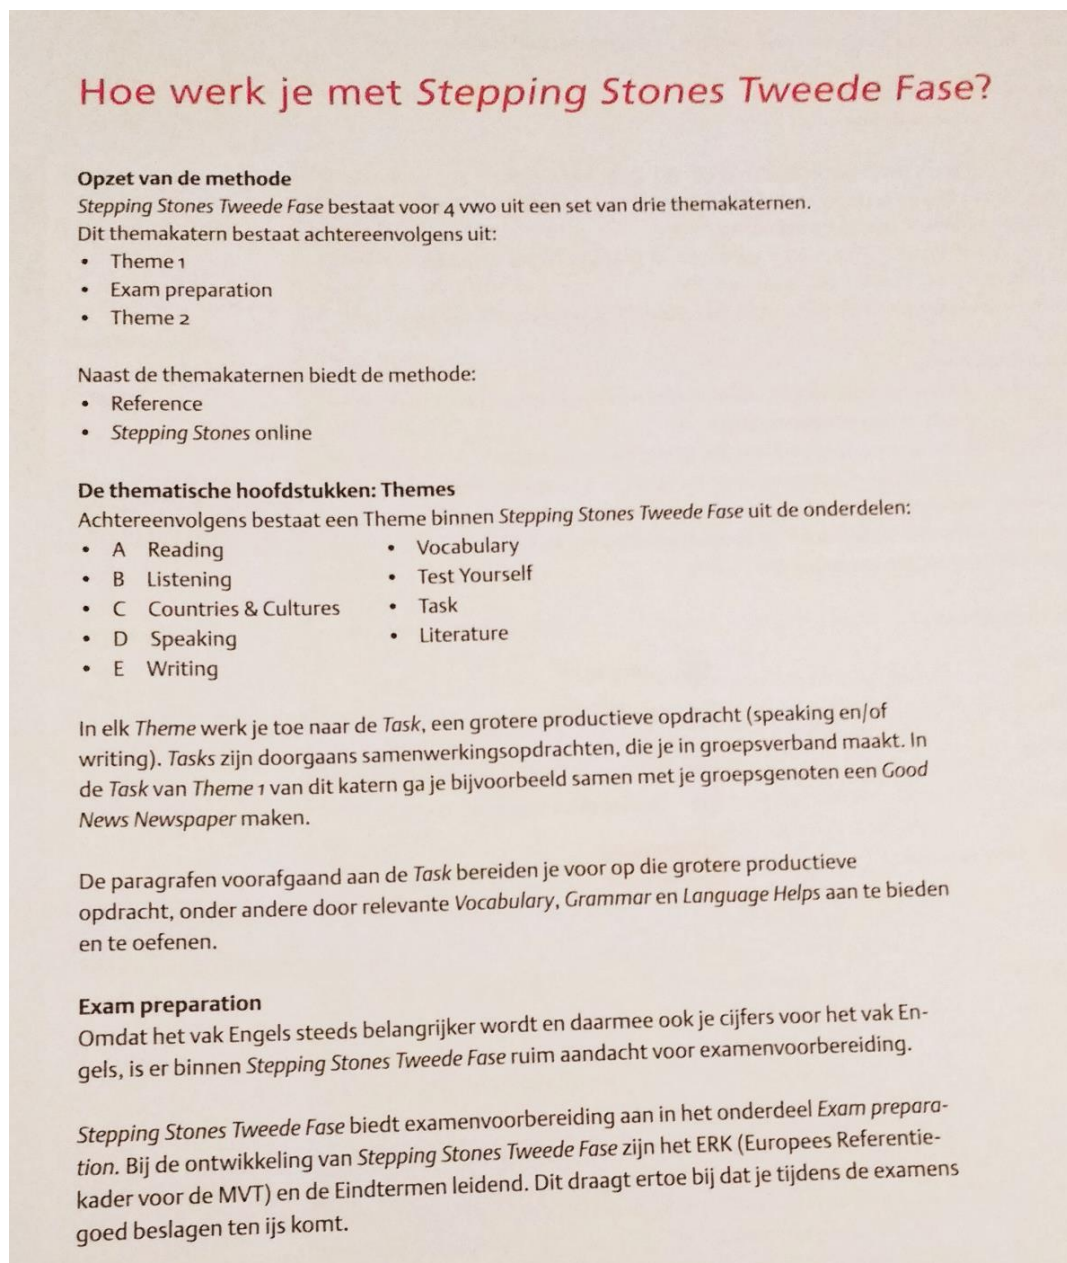 Hoe werk je met Stepping Stones Tweede Fase?
Opzet van de methode
Stepping Stones Tweede Fase bestaat voor 4 vwo uit een set van drie themakaternen.
Dit themakatern bestaat achtereenvolgens uit:
• Theme 1
• Exam preparation
• Theme 2
Naast de themakaternen biedt de methode:
• Reference
• Stepping Stones online
De thematische hoofdstukken: Themes
Achtereenvolgens bestaat een Theme binnen Stepping Stones Tweede Fase uit de onderdelen:
• A Reading
• B Listening
• C Countries & Cultures
• D Speaking
• E Writing
• Vocabulary
• Test Yourself
• Task
• Literature
In elk Theme werk je toe naar de Task, een grotere productieve opdracht (speaking en/of
writing). Tasks zijn doorgaans samenwerkingsopdrachten, die je in groepsverband maakt. In
de Task van Theme 1 van dit katern ga je bijvoorbeeld samen met je groepsgenoten een Good
News Newspaper maken.
De paragrafen voorafgaand aan de Task bereiden je voor op die grotere productieve
opdracht, onder andere door relevante Vocabulary, Grammar en Language Helps aan te bieden
en te oefenen.
Exam preparation
Omdat het vak Engels steeds belangrijker wordt en daarmee ook je cijfers voor het vak En-
gels, is er binnen Stepping Stones Tweede Fase ruim aandacht voor examenvoorbereiding.
Stepping Stones Tweede Fase biedt examenvoorbereiding aan in het onderdeel Exam prepara-
tion. Bij de ontwikkeling van Stepping Stones Tweede Fase zijn het ERK (Europees Referentie-
kader voor de MVT) en de Eindtermen leidend. Dit draagt ertoe bij dat je tijdens de examens
goed beslagen ten ijs komt.